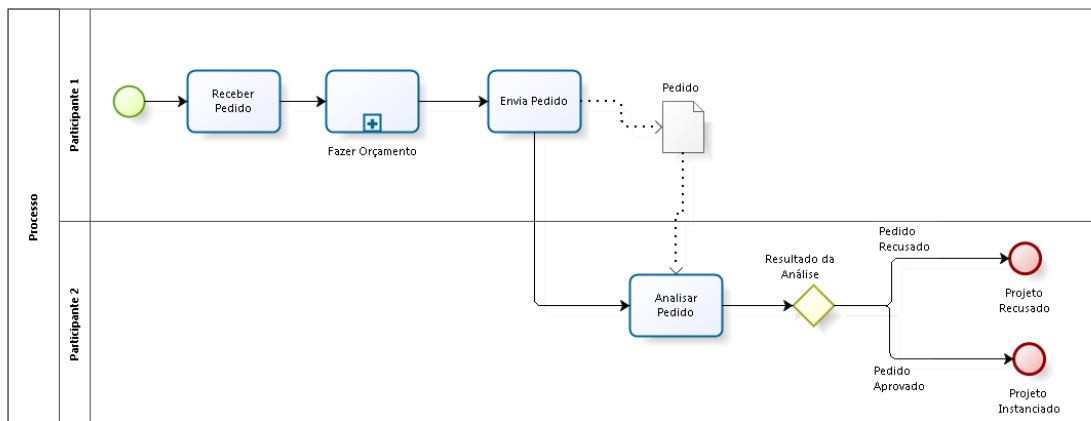 Processo
Participante 1
Receber
Pedido
Fazer Orçamento
Envia Pedido
Pedido
Participante 2
Analisar
Pedido
Resultado da
Análise
Pedido
Recusado
Projeto
Recusado
Pedido
Aprovado
Projeto
Instanciado